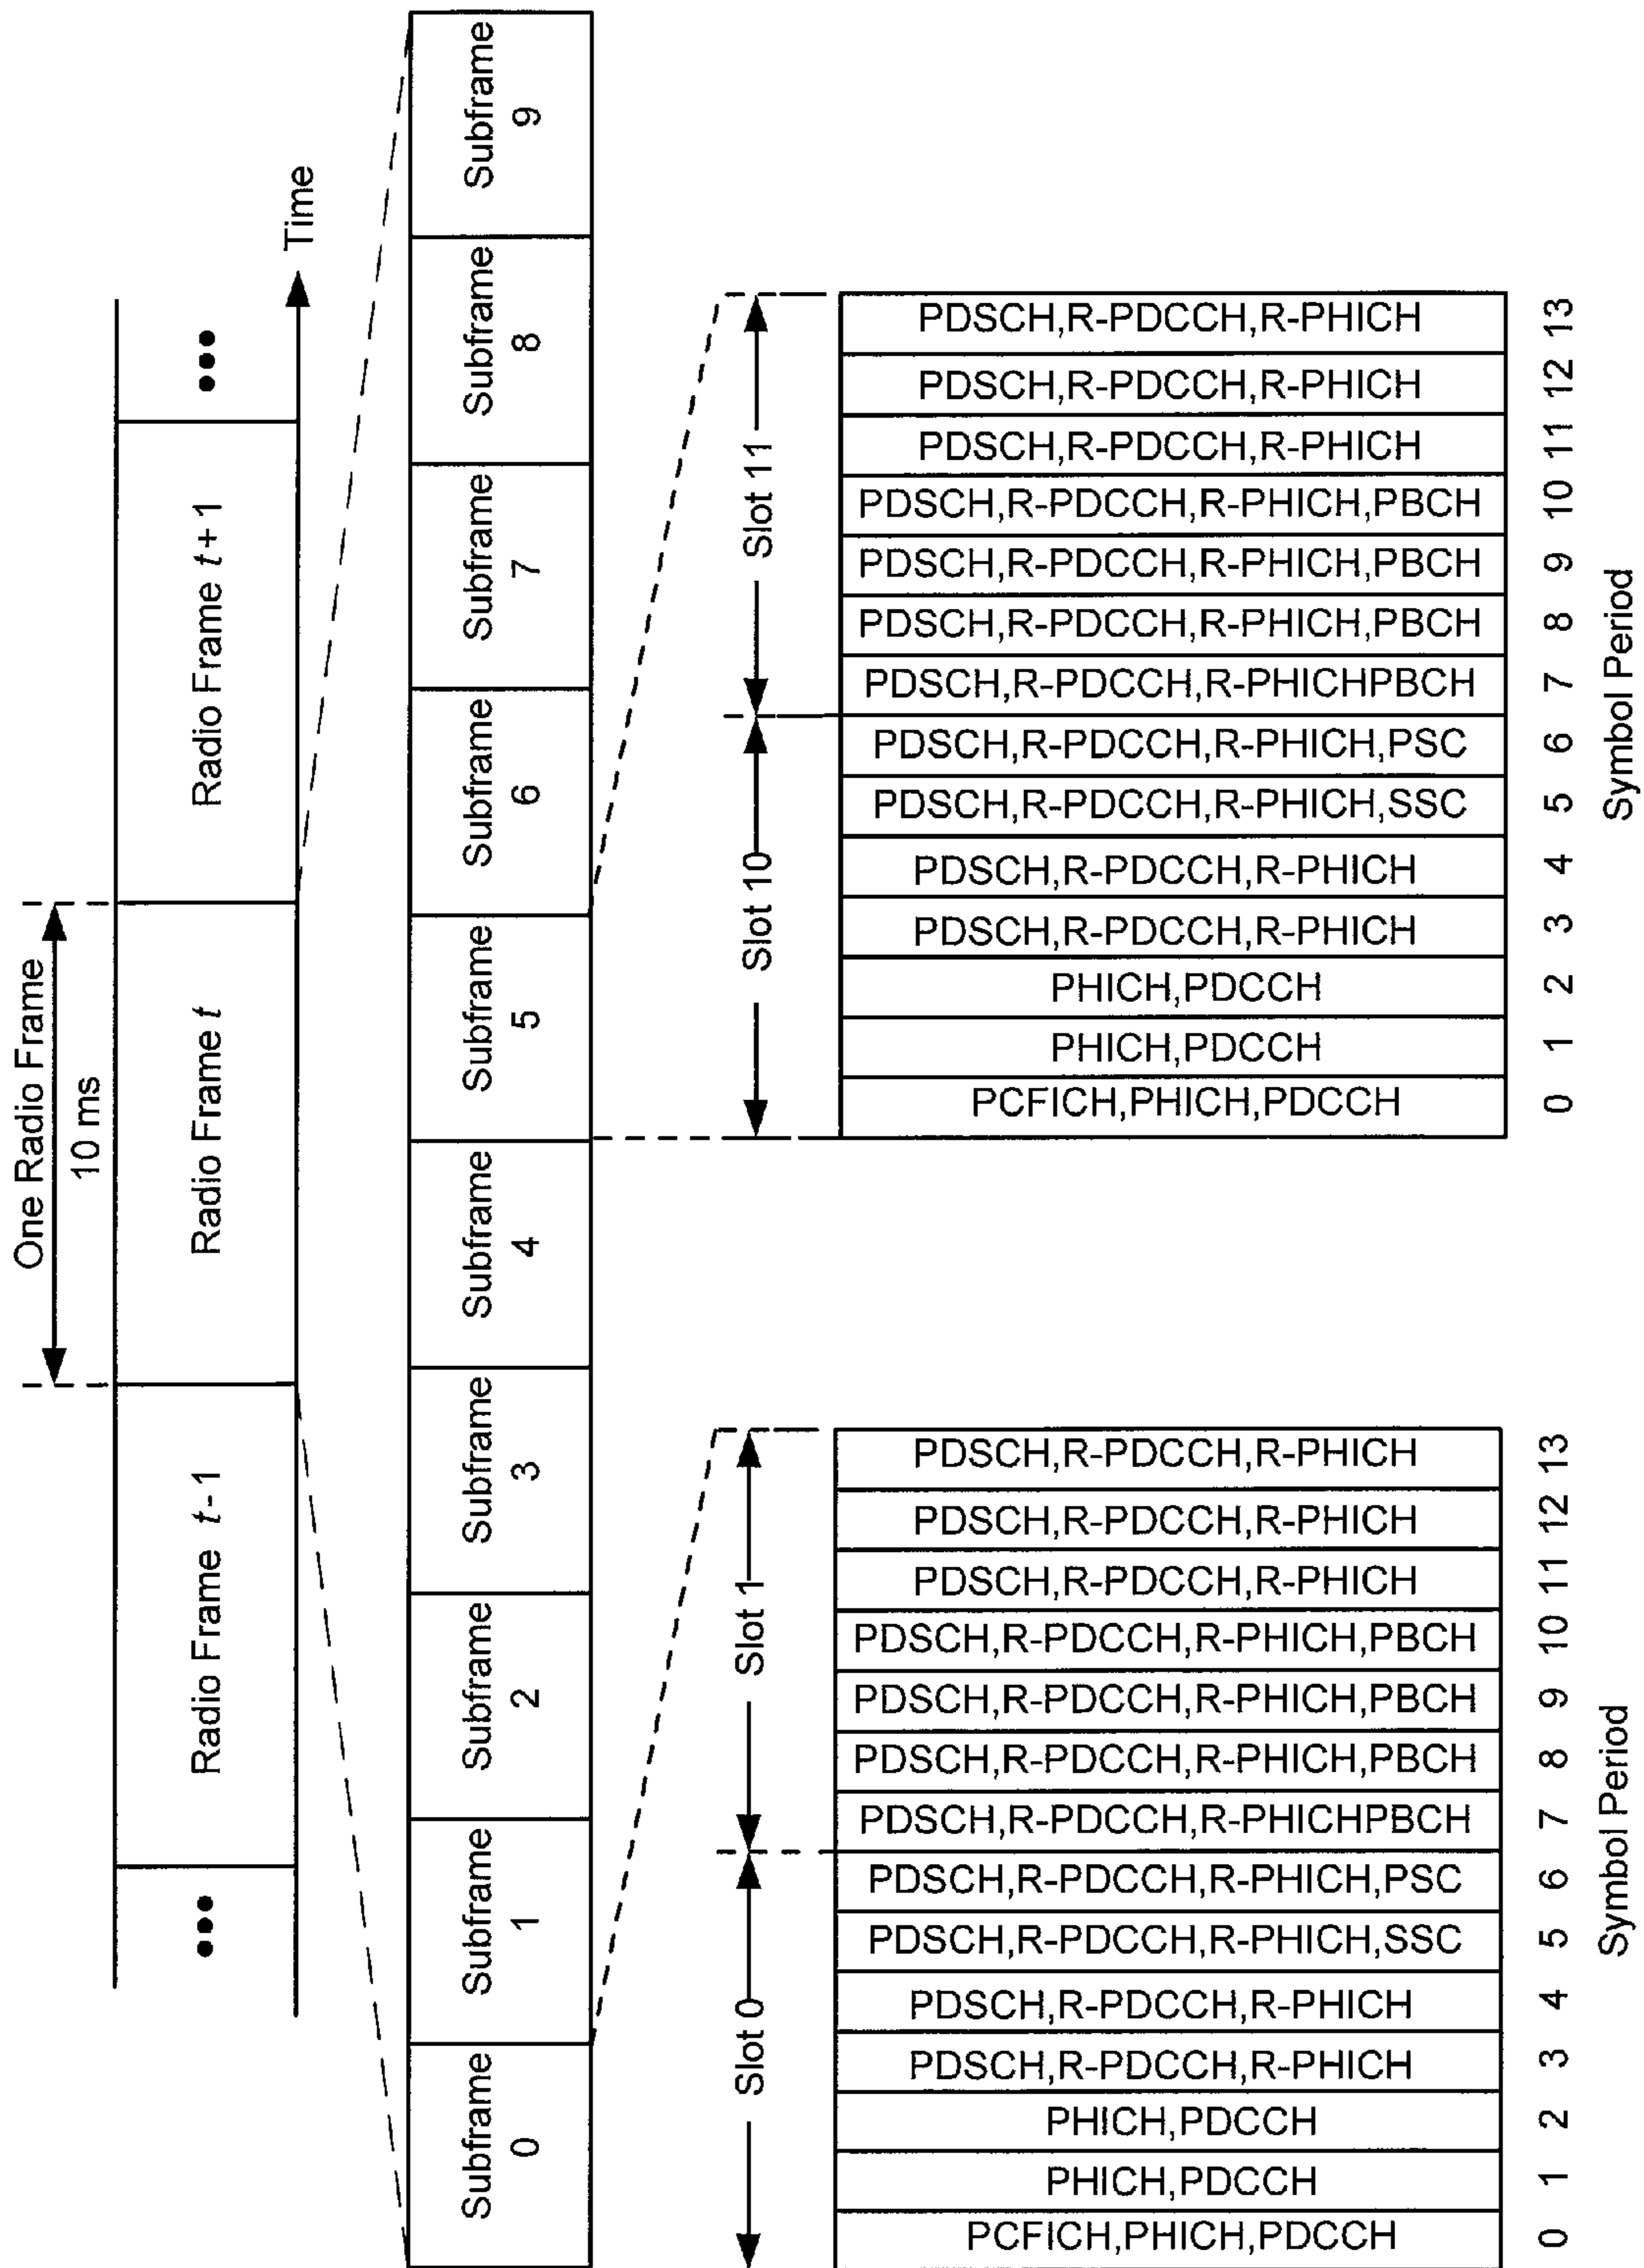 One Radio Frame
10 ms
•••
Radio Frame t-1
Radio Frame t
Radio Frame t+1
•••
Time
Subframe
0
Subframe
1
Subframe
2
Subframe
3
Subframe
4
Subframe
5
Subframe
6
Subframe
7
Subframe
8
Subframe
9
Slot 0
Slot 1
PCFICH,PHICH,PDCCH
PHICH,PDCCH
PHICH,PDCCH
PDSCH,R-PDCCH,R-PHICH
PDSCH,R-PDCCH,R-PHICH
PDSCH,R-PDCCH,R-PHICH,SSC
PDSCH,R-PDCCH,R-PHICH,PSC
PDSCH,R-PDCCH,R-PHICHPBCH
PDSCH,R-PDCCH,R-PHICH,PBCH
PDSCH,R-PDCCH,R-PHICH,PBCH
PDSCH,R-PDCCH,R-PHICH,PBCH
PDSCH,R-PDCCH,R-PHICH
PDSCH,R-PDCCH,R-PHICH
PDSCH,R-PDCCH,R-PHICH
0 1 2 3 4 5 6 7 8 9 10 11 12 13
Symbol Period
Slot 10
Slot 11
PCFICH,PHICH,PDCCH
PHICH,PDCCH
PHICH,PDCCH
PDSCH,R-PDCCH,R-PHICH
PDSCH,R-PDCCH,R-PHICH
PDSCH,R-PDCCH,R-PHICH,SSC
PDSCH,R-PDCCH,R-PHICH,PSC
PDSCH,R-PDCCH,R-PHICHPBCH
PDSCH,R-PDCCH,R-PHICH,PBCH
PDSCH,R-PDCCH,R-PHICH,PBCH
PDSCH,R-PDCCH,R-PHICH,PBCH
PDSCH,R-PDCCH,R-PHICH
PDSCH,R-PDCCH,R-PHICH
PDSCH,R-PDCCH,R-PHICH
0 1 2 3 4 5 6 7 8 9 10 11 12 13
Symbol Period